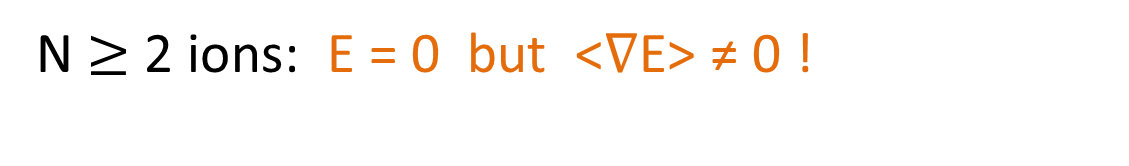 N ≥ 2 ions: E = 0 but <∇E> ≠ 0 !